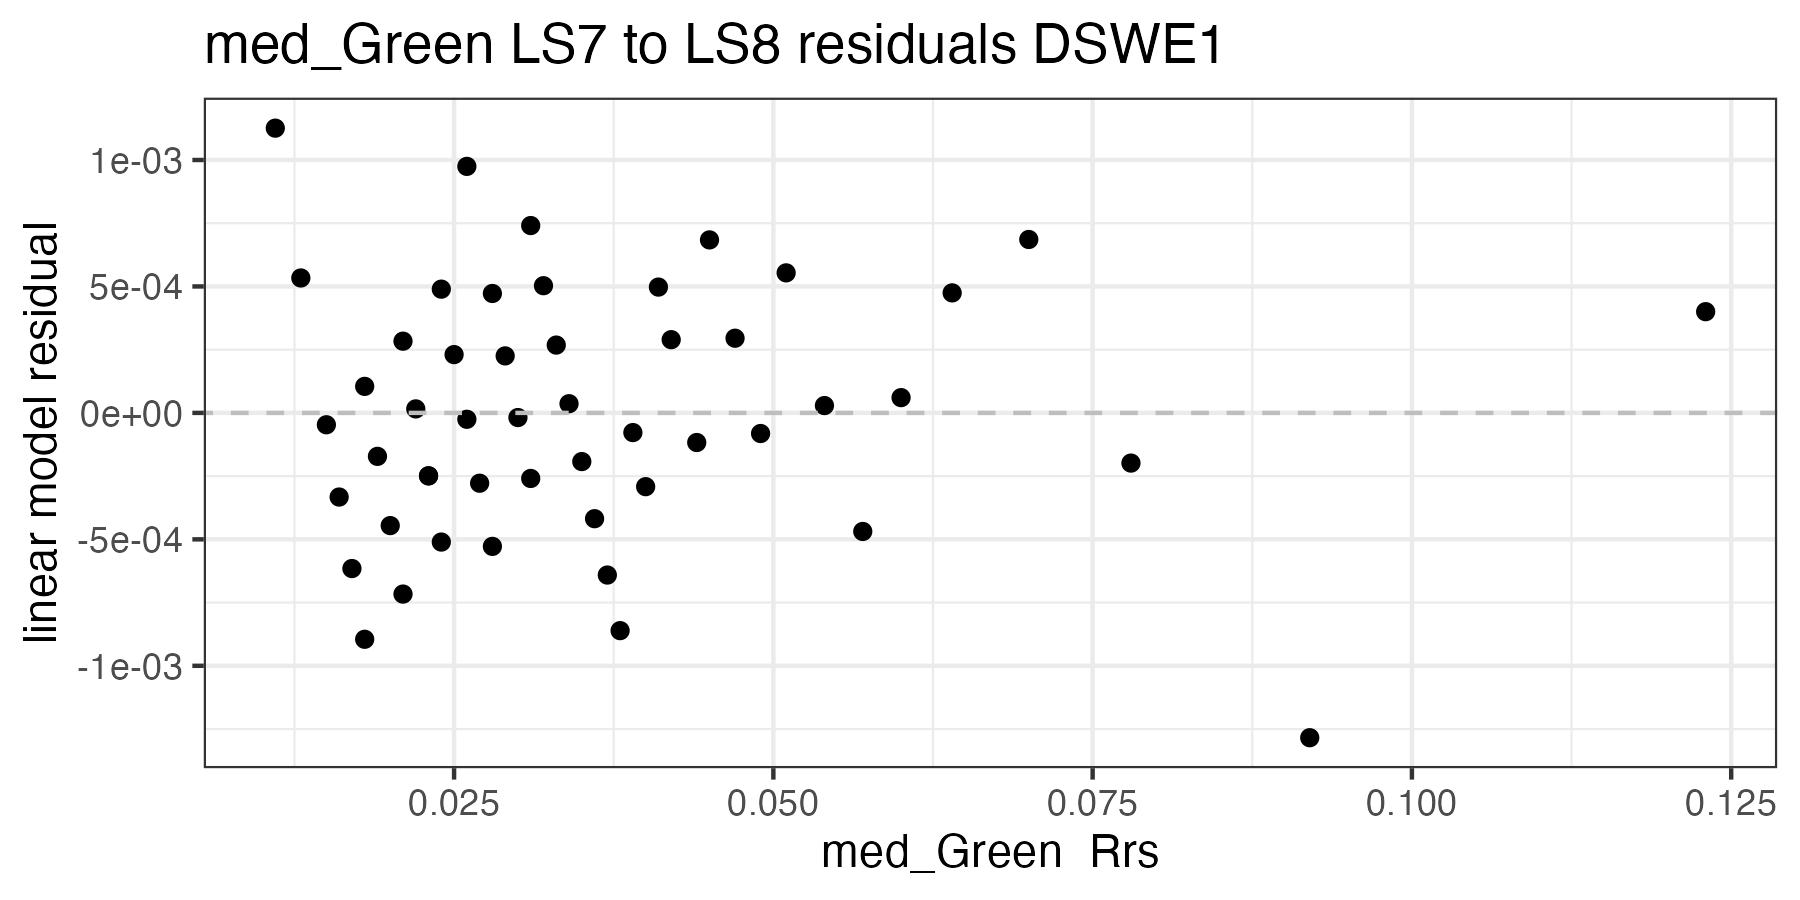 med_Green LS7 to LS8 residuals DSWE1
linear model residual
1e-03
5e-04
0e+00
-5e-04
-1e-03
0.025 0.050 0.075 0.100 0.125
med_Green  Rrs